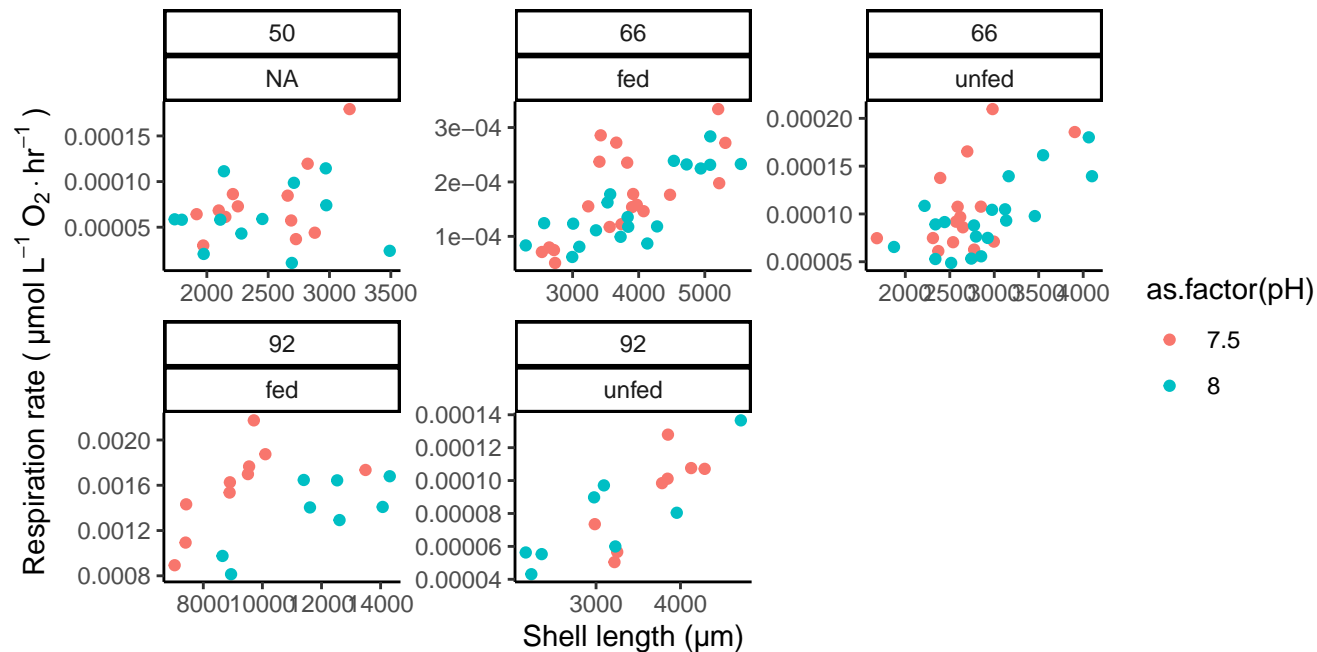 50
NA
0.00015
0.00010
0.00005
2000 2500 3000 3500
66
fed
3e−04
2e−04
1e−04
3000 4000 5000
66
unfed
0.00020
0.00015
0.00010
0.00005
2000 2500 3000 3500 4000
92
fed
0.0020
0.0016
0.0012
0.0008
8000 10000 12000 14000
92
unfed
0.00014
0.00012
0.00010
0.00008
0.00006
0.00004
3000 4000
Shell length (µm)
Respiration rate ( µmol L⁻¹ O₂ · hr⁻¹ )
as.factor(pH)
7.5
8